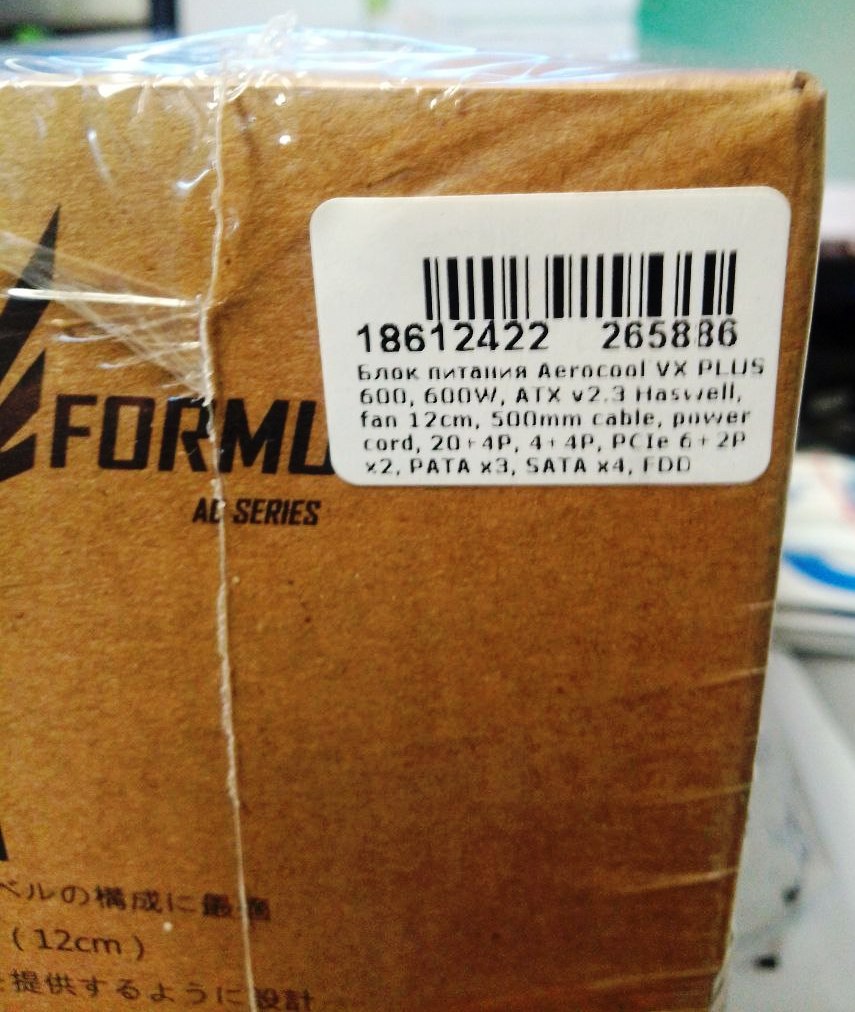 18612422 265886
Блок питания Aerocool VX PLUS
600, 600W, ATX v2.3 Haswell,
fan 12cm, 500mm cable, power
cord, 20+4P, 4+4P, PCIe 6+2P
x2, PATA x3, SATA x4, FDD
FORMU
AC SERIES
ベルの構成に最適
(12cm)
を提供するように設計